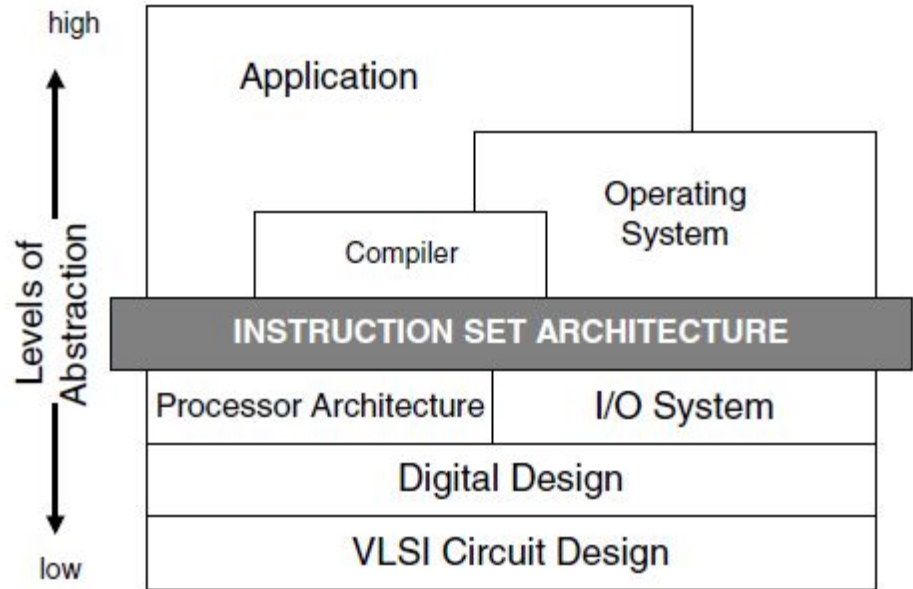 high
Application
Operating
System
Compiler
Levels of
Abstraction
INSTRUCTION SET ARCHITECTURE
Processor Architecture
I/O System
Digital Design
VLSI Circuit Design
low